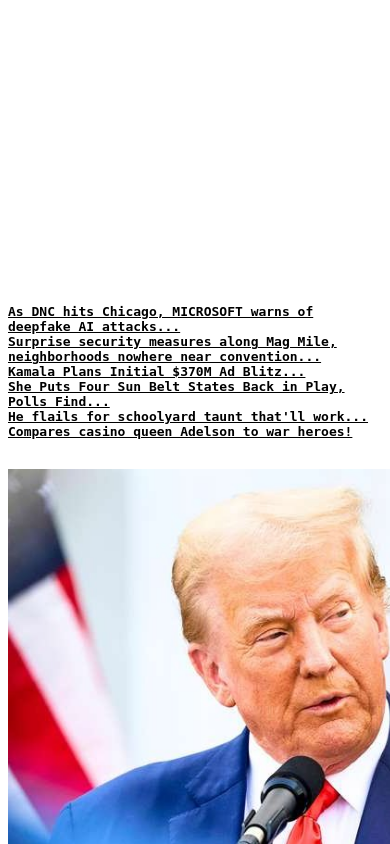 As DNC hits Chicago, MICROSOFT warns of
deepfake AI attacks...
Surprise security measures along Mag Mile,
neighborhoods nowhere near convention...
Kamala Plans Initial $370M Ad Blitz...
She Puts Four Sun Belt States Back in Play,
Polls Find...
He flails for schoolyard taunt that'll work...
Compares casino queen Adelson to war heroes!